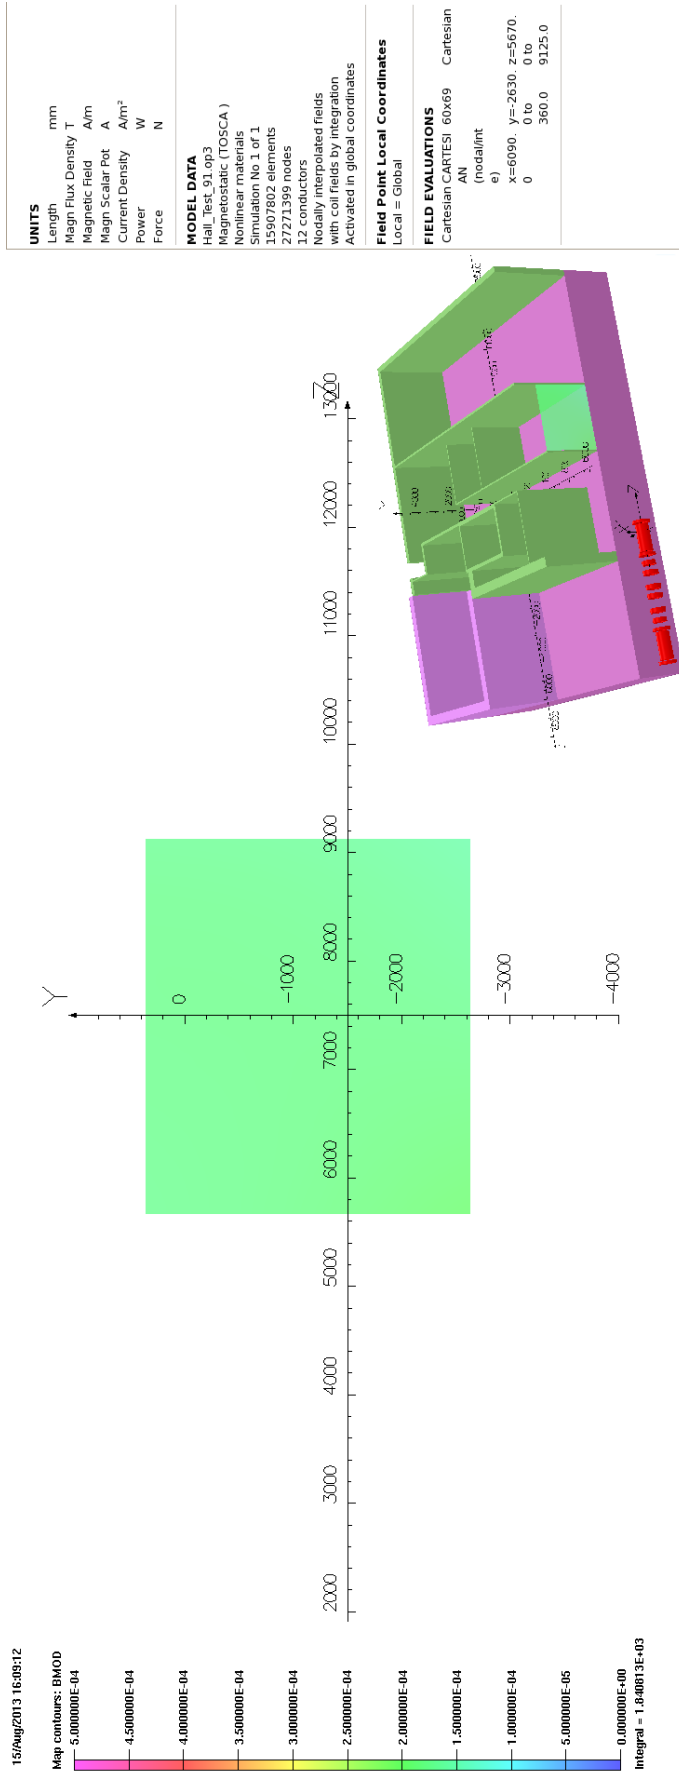 15/Aug/2013 16:09:12
Map contours: BMOD
5.000000E-04
4.500000E-04
4.000000E-04
3.500000E-04
3.000000E-04
2.500000E-04
2.000000E-04
1.500000E-04
1.000000E-04
5.000000E-05
0.000000E+00
Integral = 1.840813E+03
Y
0
-1000
-2000
-3000
-4000
2000
3000
4000
5000
6000
7000
8000
9000
10000
11000
12000
13000
Z
UNITS
Length mm
Magn Flux Density T
Magnetic Field A/m
Magn Scalar Pot A
Current Density A/m²
Power W
Force N
MODEL DATA
Hall_Test_91.op3
Magnetostatic (TOSCA )
Nonlinear materials
Simulation No 1 of 1
15907802 elements
27271399 nodes
12 conductors
Nodally interpolated fields
with coil fields by integration
Activated in global coordinates
Field Point Local Coordinates
Local = Global
FIELD EVALUATIONS
Cartesian CARTESI 60x69 Cartesian
AN
(nodal/int
e)
x=6090. y=-2630. z=5670.
0 0 to 0 to
360.0 9125.0